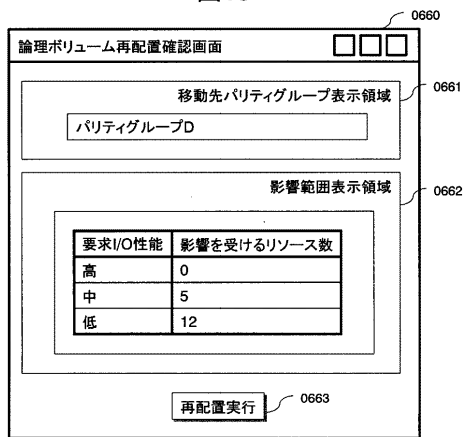 0660
論理ボリューム再配置確認画面
移動先パリティグループ表示領域
0661
パリティグループD
影響範囲表示領域
0662
要求I/O性能 影響を受けるリソース数
高 0
中 5
低 12
再配置実行
0663